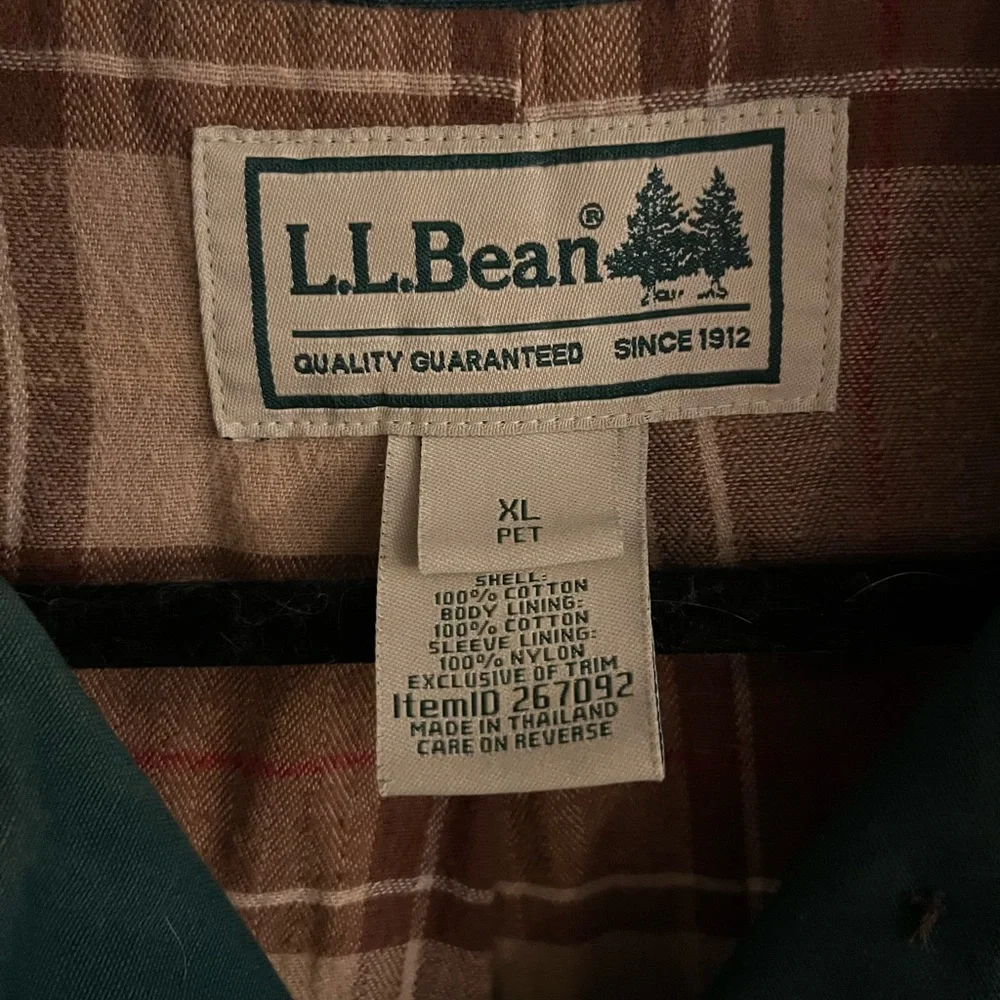 L.L.Bean®
QUALITY GUARANTEED SINCE 1912
XL
PET
SHELL:
100% COTTON
BODY LINING:
100% COTTON
SLEEVE LINING:
100% NYLON
EXCLUSIVE OF TRIM
ItemID 267092
MADE IN THAILAND
CARE ON REVERSE